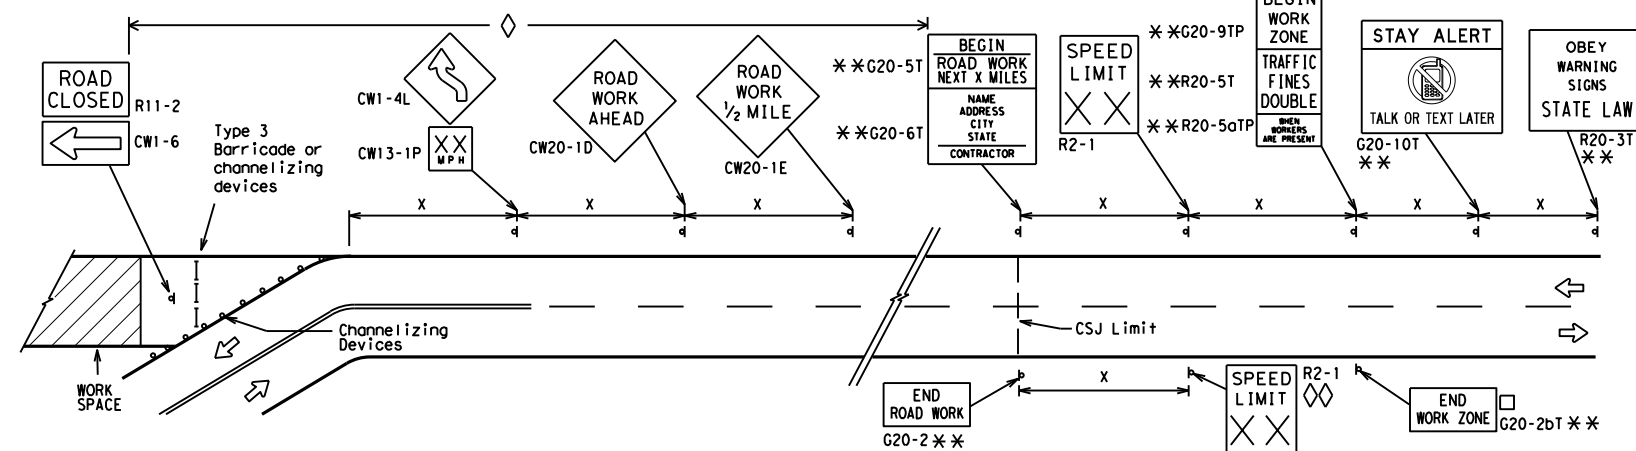 ROAD
CLOSED
R11-2
CW1-6
Type 3
Barricade or
channelizing
devices
CW1-4L
XX
MPH
CW13-1P
ROAD
WORK
AHEAD
CW20-1D
ROAD
WORK
1/2 MILE
CW20-1E
**G20-5T
**G20-6T
BEGIN
ROAD WORK
NEXT X MILES
NAME
ADDRESS
CITY
STATE
CONTRACTOR
SPEED
LIMIT
XX
R2-1
**G20-9TP
**R20-5T
**R20-5aTP
BEGIN
WORK
ZONE
TRAFFIC
FINES
DOUBLE
WHEN
WORKERS
ARE PRESENT
STAY ALERT
TALK OR TEXT LATER
G20-10T
**
OBEY
WARNING
SIGNS
STATE LAW
R20-3T
**
X
X
X
X
X
X
X
Channelizing
Devices
WORK
SPACE
CSJ Limit
END
ROAD WORK
G20-2**
X
SPEED
LIMIT
XX
R2-1
END
WORK ZONE
G20-2bT**